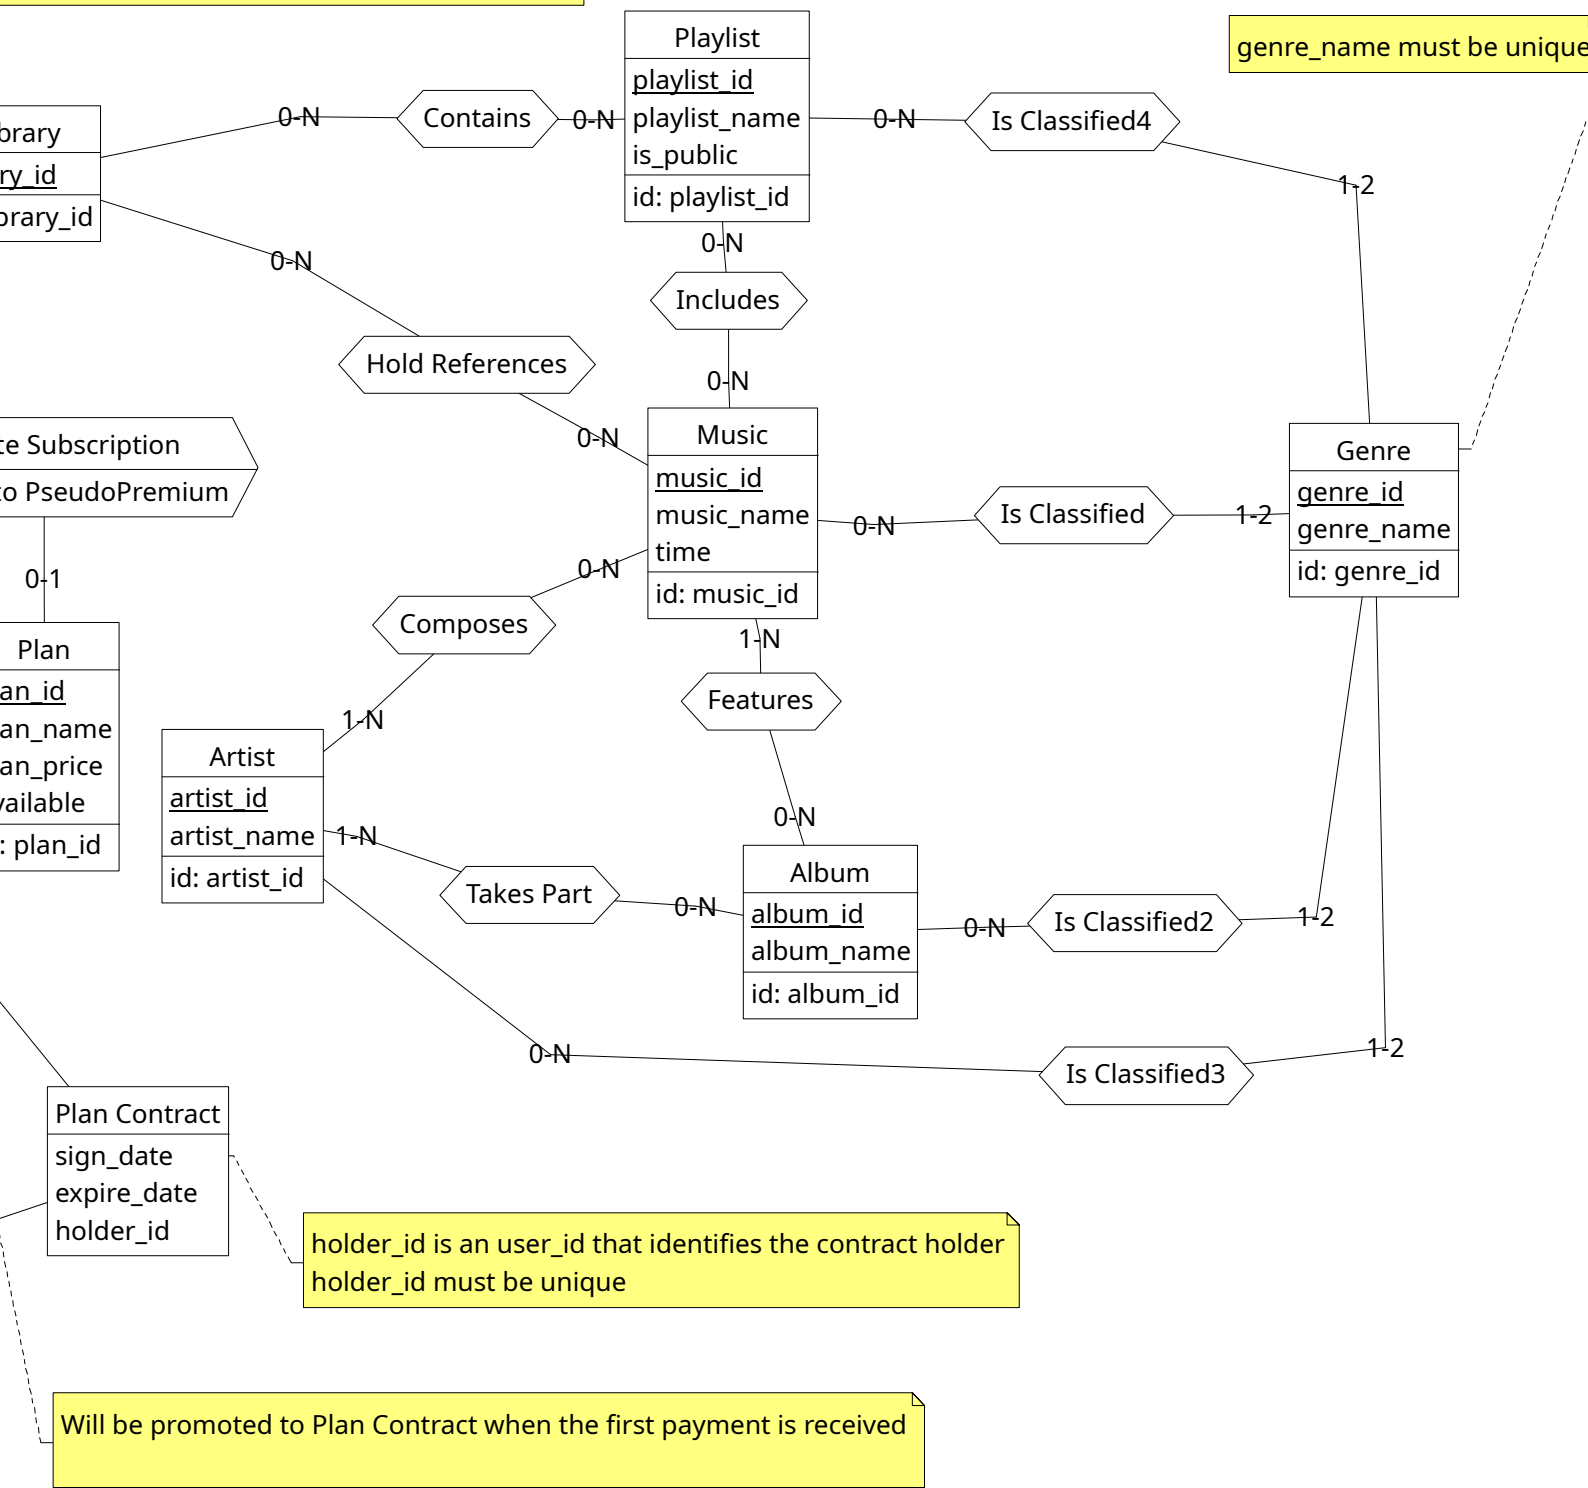 Playlist
playlist_id
playlist_name
is_public
id: playlist_id
genre_name must be unique
0-N
Contains
0-N
0-N
Is Classified4
1-2
brary
ry_id
brary_id
0-N
0-N
Includes
0-N
Hold References
0-N
te Subscription
to PseudoPremium
0-1
Music
music_id
music_name
time
id: music_id
0-N
Is Classified
1-2
Genre
genre_id
genre_name
id: genre_id
0-N
Composes
1-N
1-N
Features
0-N
Plan
an_id
an_name
an_price
vailable
: plan_id
Artist
artist_id
artist_name
id: artist_id
1-N
Takes Part
0-N
Album
album_id
album_name
id: album_id
0-N
Is Classified2
1-2
0-N
Is Classified3
1-2
Plan Contract
sign_date
expire_date
holder_id
holder_id is an user_id that identifies the contract holder
holder_id must be unique
Will be promoted to Plan Contract when the first payment is received